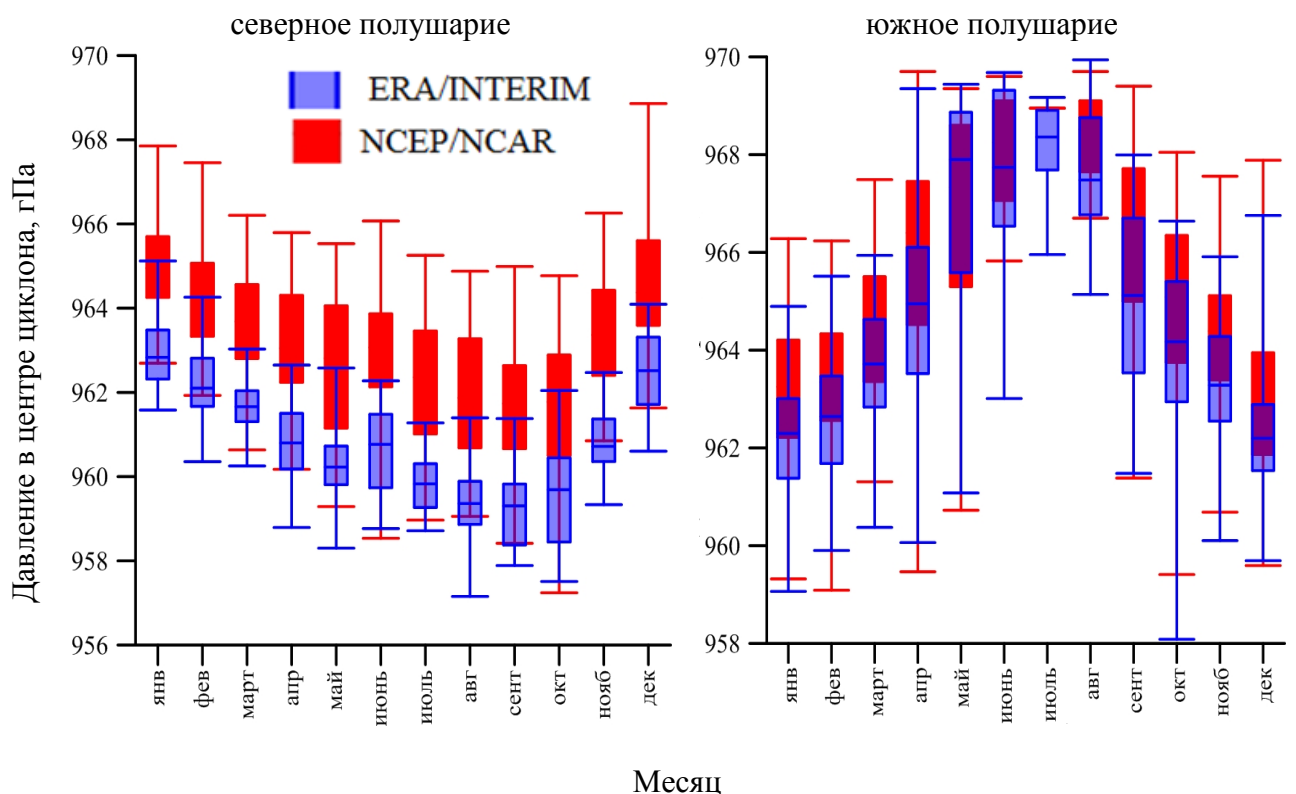 северное полушарие
южное полушарие
ERA/INTERIM
NCEP/NCAR
Давление в центре циклона, гПа
970
968
966
964
962
960
958
956
янв
фев
март
апр
май
июнь
июль
авг
сент
окт
нояб
дек
970
968
966
964
962
960
958
янв
фев
март
апр
май
июнь
июль
авг
сент
окт
нояб
дек
Месяц